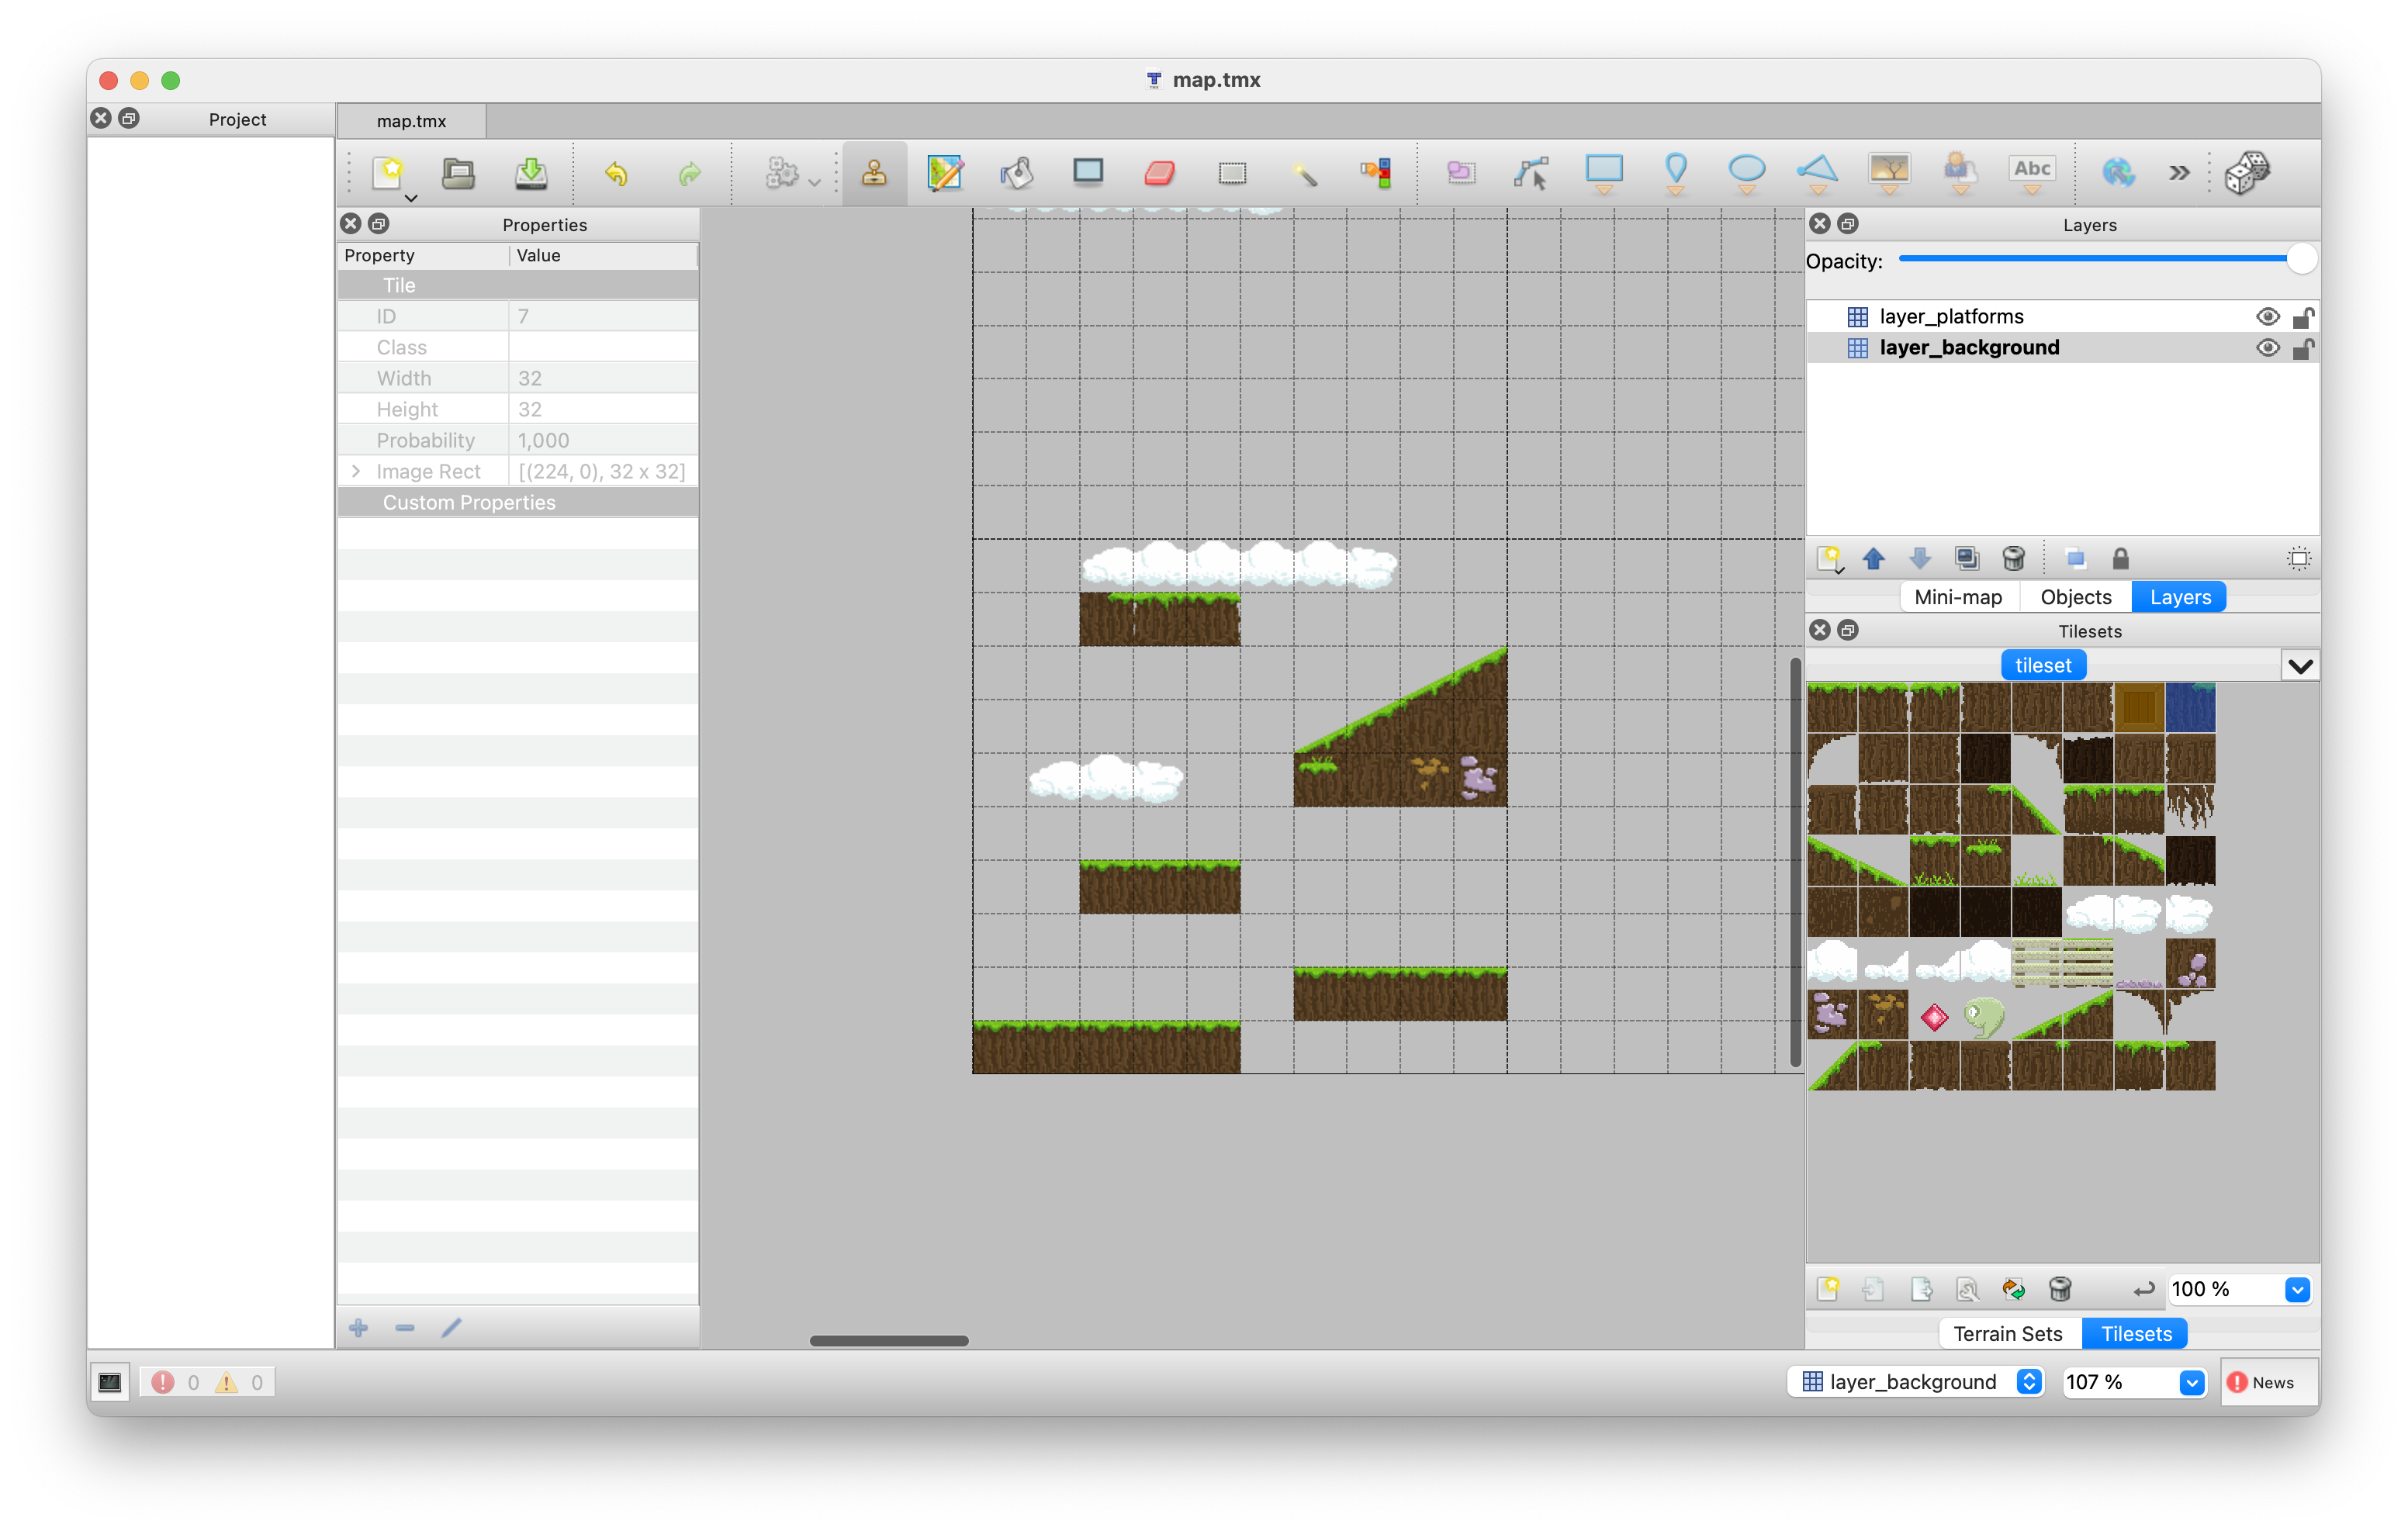 map.tmx
Project
map.tmx
Abc
Properties
Property Value
Tile
ID 7
Class
Width 32
Height 32
Probability 1,000
Image Rect [(224, 0), 32 x 32]
Custom Properties
Layers
Opacity:
layer_platforms
layer_background
Mini-map Objects Layers
Tilesets
tileset
100 %
Terrain Sets Tilesets
0 0
layer_background 107 % News